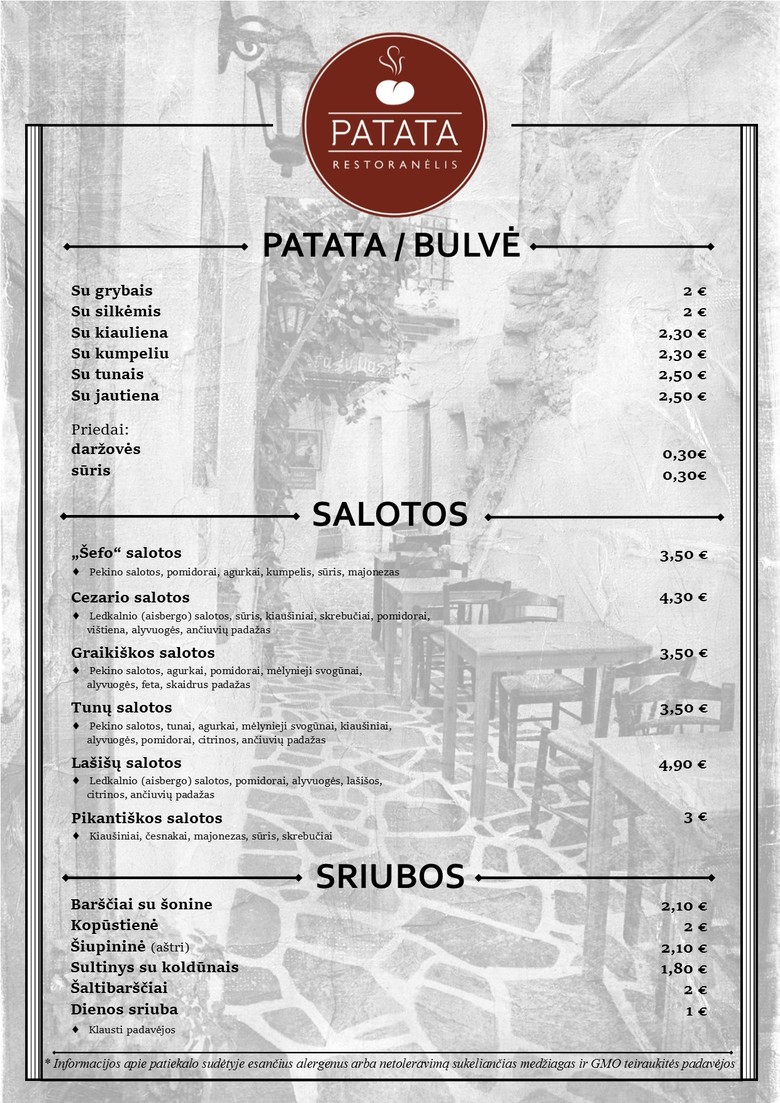 PATATA
RESTORANĖLIS
PATATA / BULVĖ
Su grybais 2 €
Su silkėmis 2 €
Su kiauliena 2,30 €
Su kumpeliu 2,30 €
Su tunais 2,50 €
Su jautiena 2,50 €
Priedai:
daržovės 0,30€
sūris 0,30€
SALOTOS
„Šefo“ salotos 3,50 €
♦ Pekino salotos, pomidorai, agurkai, kumpelis, sūris, majonezas
Cezario salotos 4,30 €
♦ Ledkalnio (aisbergo) salotos, sūris, kiaušiniai, skrebučiai, pomidorai,
vištiena, alyvuogės, ančiuvių padažas
Graikiškos salotos 3,50 €
♦ Pekino salotos, agurkai, pomidorai, mėlynieji svogūnai,
alyvuogės, feta, skaidrus padažas
Tunų salotos 3,50 €
♦ Pekino salotos, tunai, agurkai, mėlynieji svogūnai, kiaušiniai,
alyvuogės, pomidorai, citrinos, ančiuvių padažas
Lašišų salotos 4,90 €
♦ Ledkalnio (aisbergo) salotos, pomidorai, alyvuogės, lašišos,
citrinos, ančiuvių padažas
Pikantiškos salotos 3 €
♦ Kiaušiniai, česnakai, majonezas, sūris, skrebučiai
SRIUBOS
Barščiai su šonine 2,10 €
Kopūstienė 2 €
Šiupininė (aštri) 2,10 €
Sultinys su koldūnais 1,80 €
Šaltibarščiai 2 €
Dienos sriuba 1 €
♦ Klausti padavėjos
* Informacijos apie patiekalo sudėtyje esančius alergenus arba netoleravimą sukeliančias medžiagas ir GMO teiraukitės padavėjos